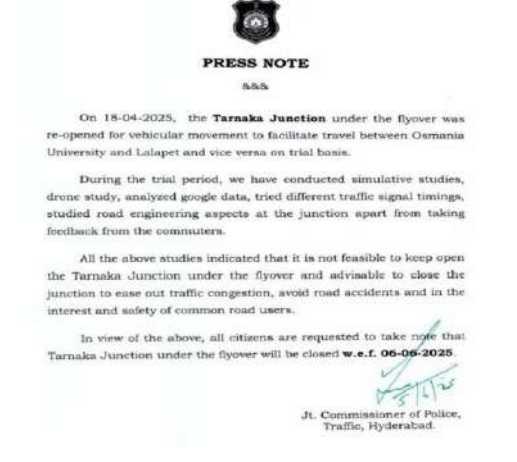 PRESS NOTE
&&&
On 18-04-2025, the Tarnaka Junction under the flyover was
re-opened for vehicular movement to facilitate travel between Osmania
University and Lalapet and vice versa on trial basis.
During the trial period, we have conducted simulative studies,
drone study, analyzed google data, tried different traffic signal timings,
studied road engineering aspects at the junction apart from taking
feedback from the commuters.
All the above studies indicated that it is not feasible to keep open
the Tarnaka Junction under the flyover and advisable to close the
junction to ease out traffic congestion, avoid road accidents and in the
interest and safety of common road users.
In view of the above, all citizens are requested to take note that
Tarnaka Junction under the flyover will be closed w.e.f. 06-06-2025.
5/6/25
Jt. Commissioner of Police,
Traffic, Hyderabad.